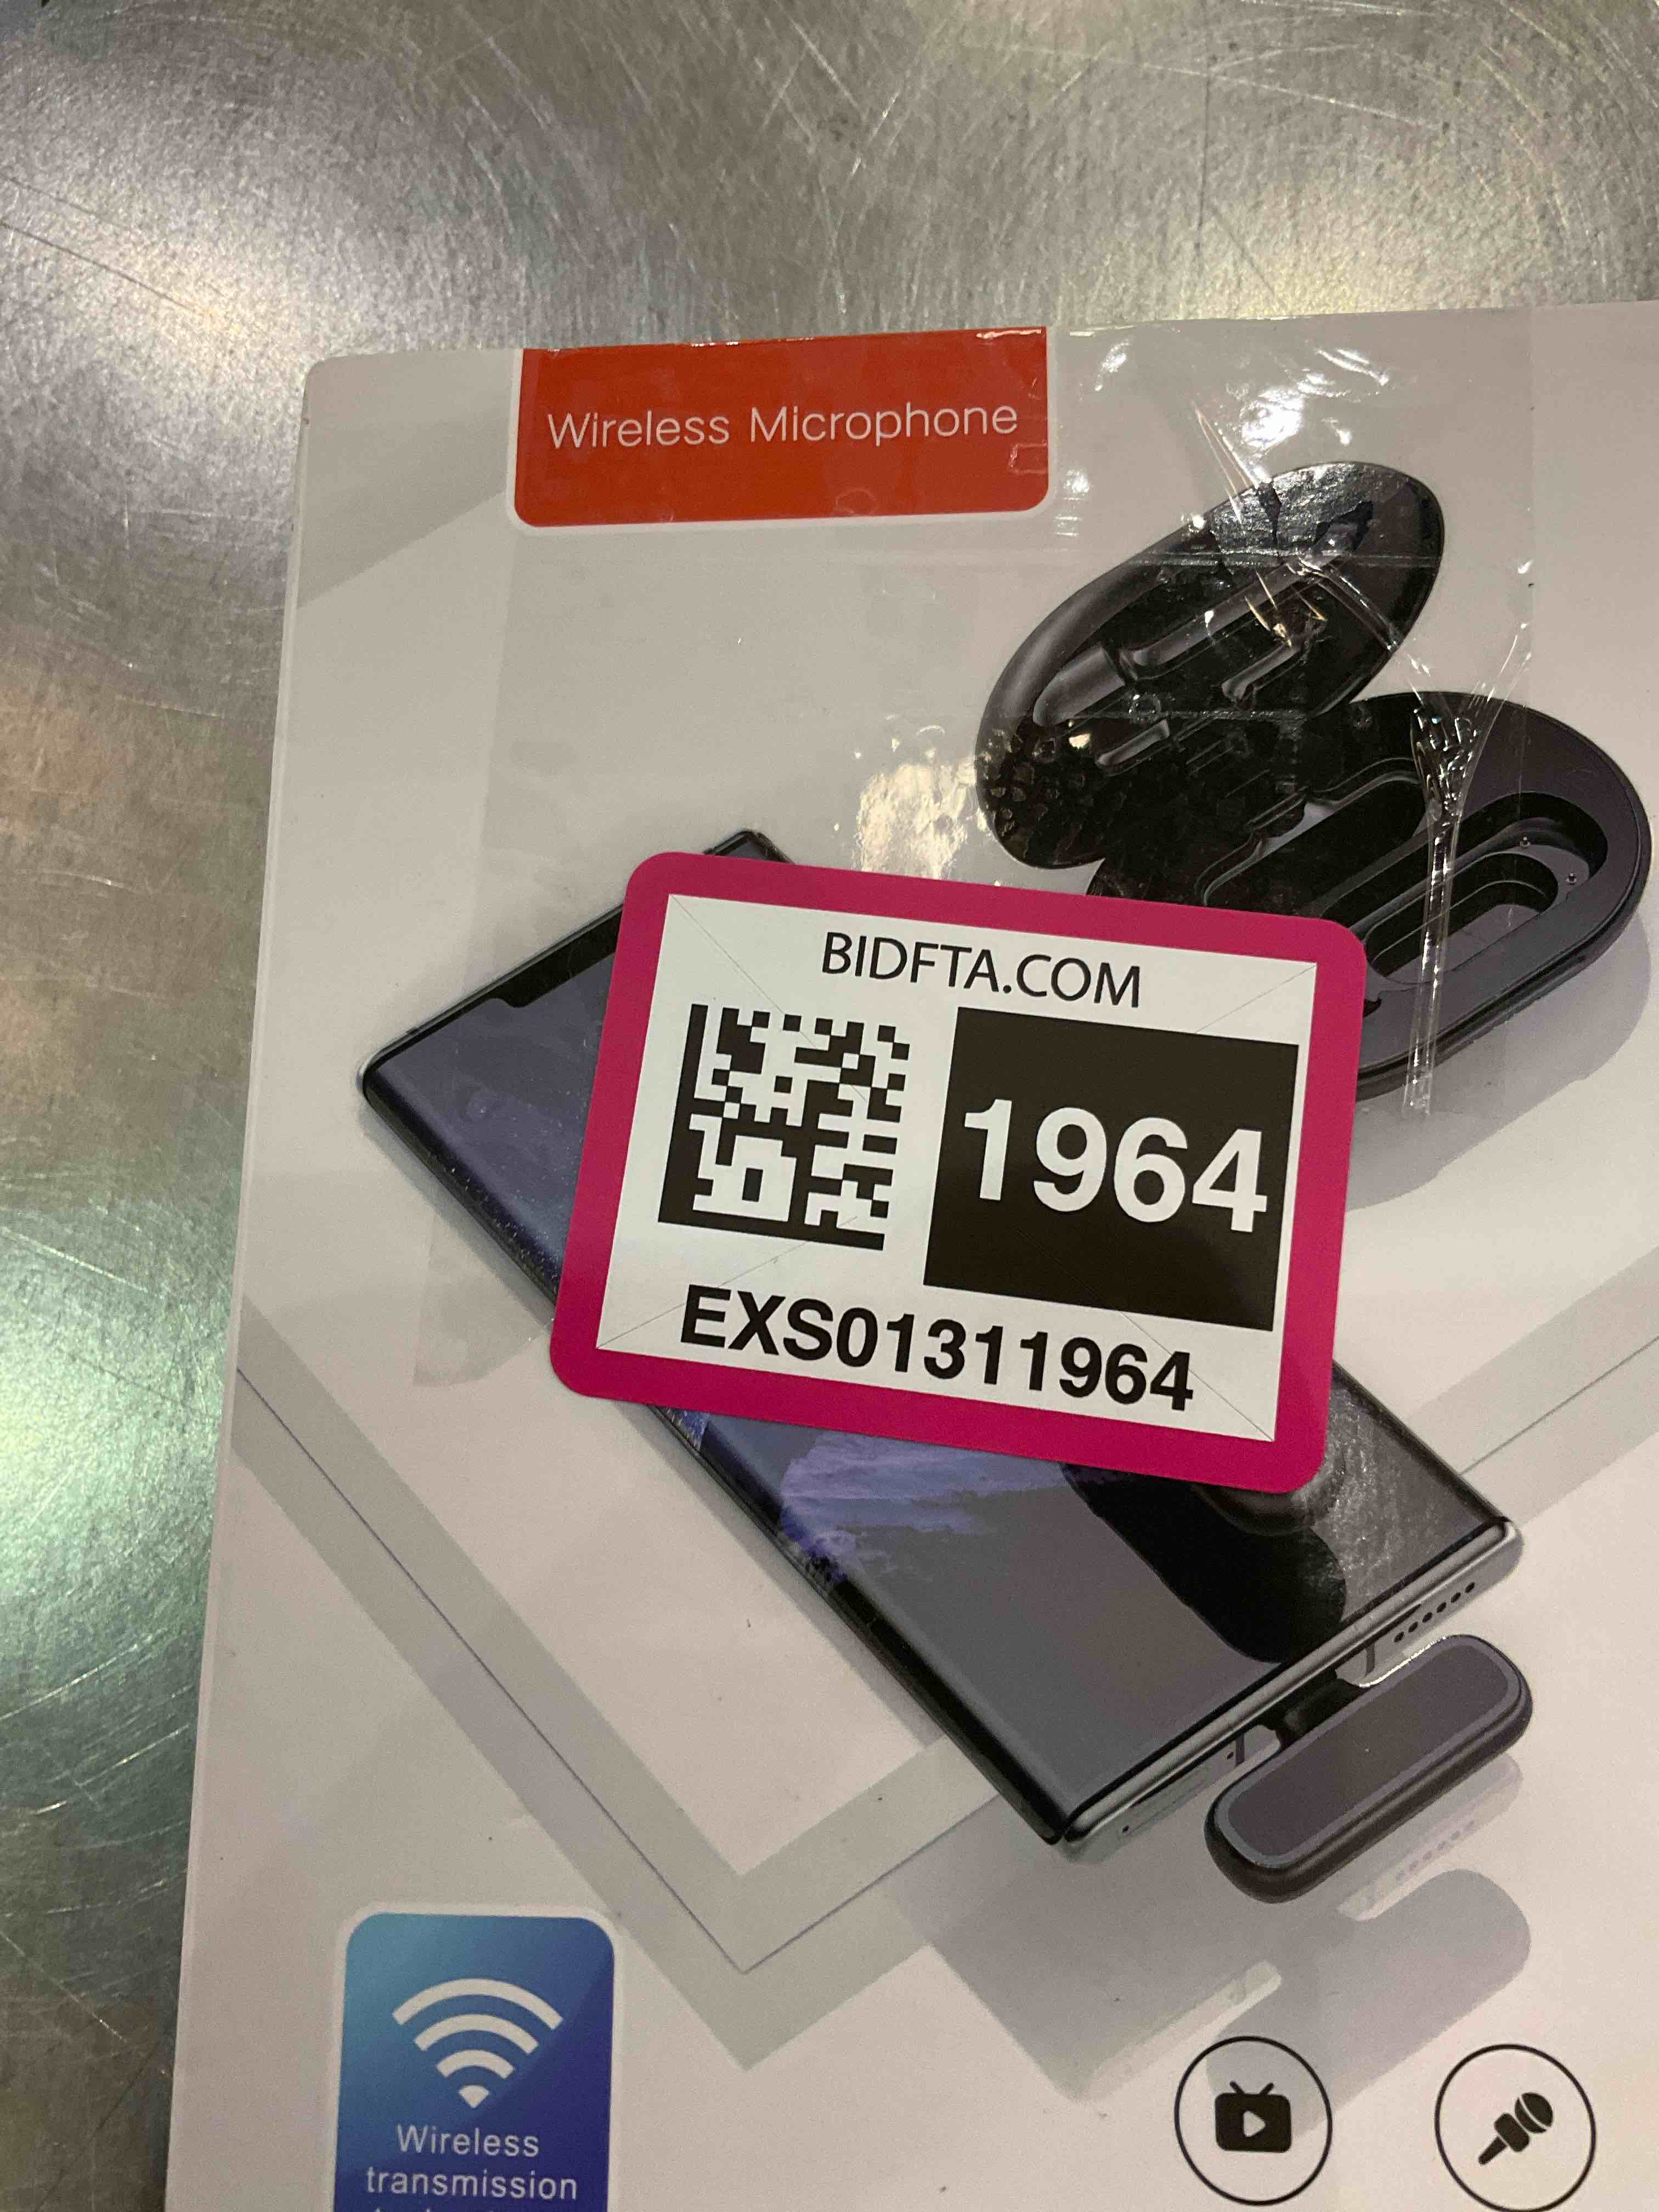 Wireless Microphone
BIDFTA.COM
1964
EXS01311964
Wireless
transmission